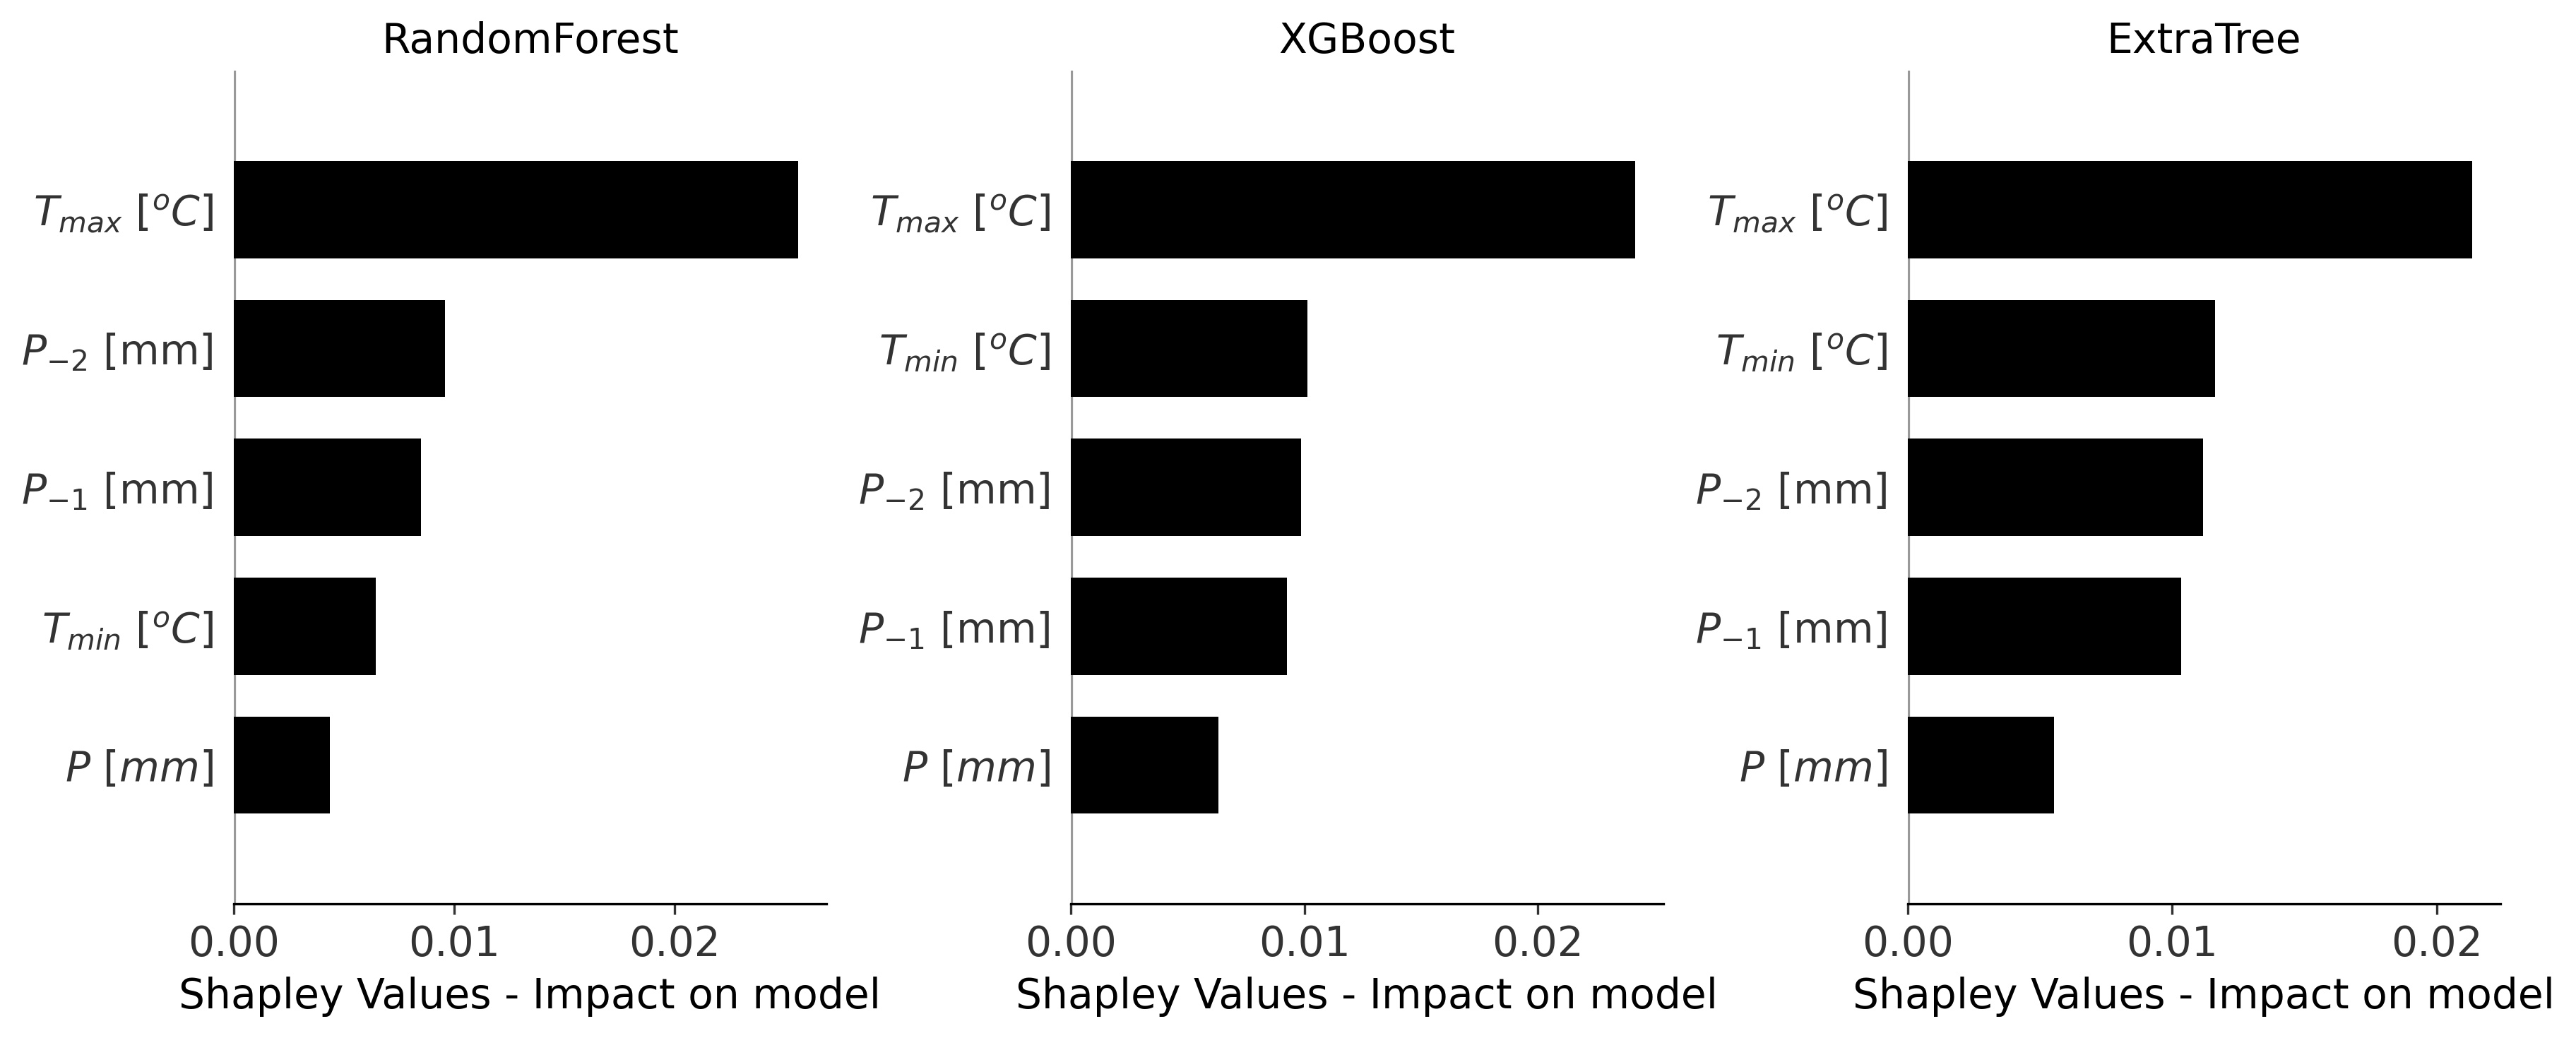 RandomForest
T_max [°C]
P_−2 [mm]
P_−1 [mm]
T_min [°C]
P [mm]
0.00 0.01 0.02
Shapley Values - Impact on model
XGBoost
T_max [°C]
T_min [°C]
P_−2 [mm]
P_−1 [mm]
P [mm]
0.00 0.01 0.02
Shapley Values - Impact on model
ExtraTree
T_max [°C]
T_min [°C]
P_−2 [mm]
P_−1 [mm]
P [mm]
0.00 0.01 0.02
Shapley Values - Impact on model